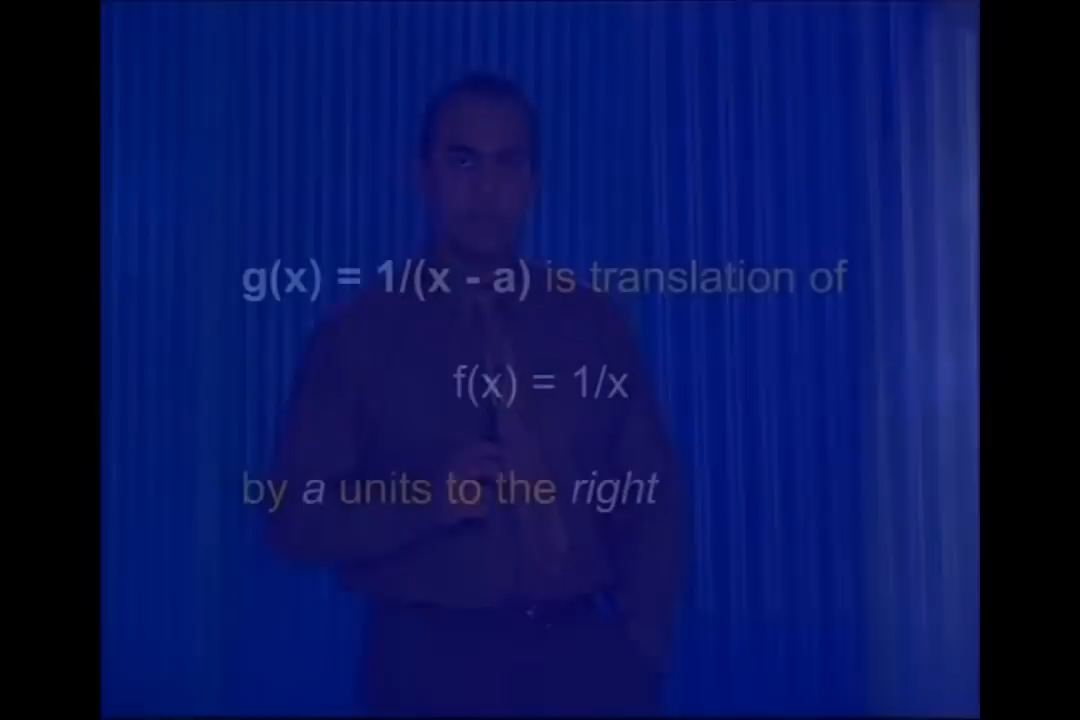 g(x) = 1/(x - a) is translation of
f(x) = 1/x
by a units to the right